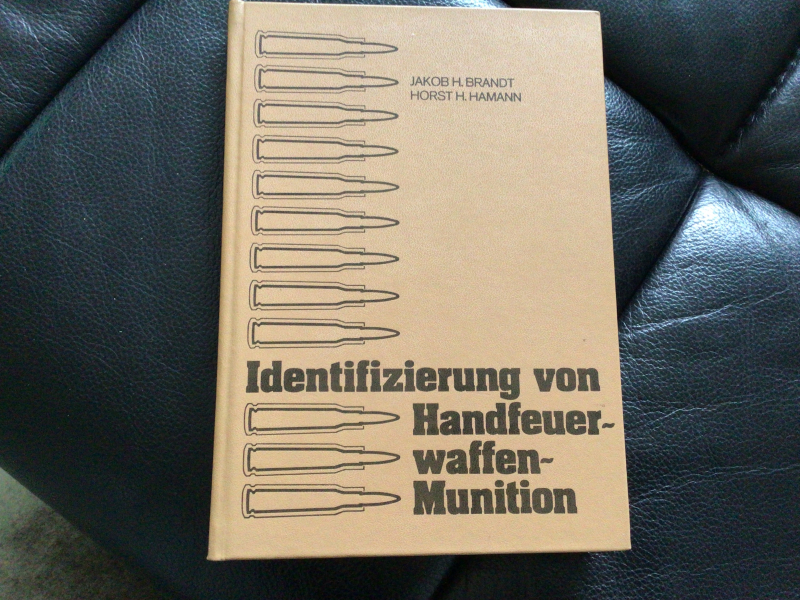 JAKOB H. BRANDT
HORST H. HAMANN
Identifizierung von
Handfeuer-
waffen-
Munition